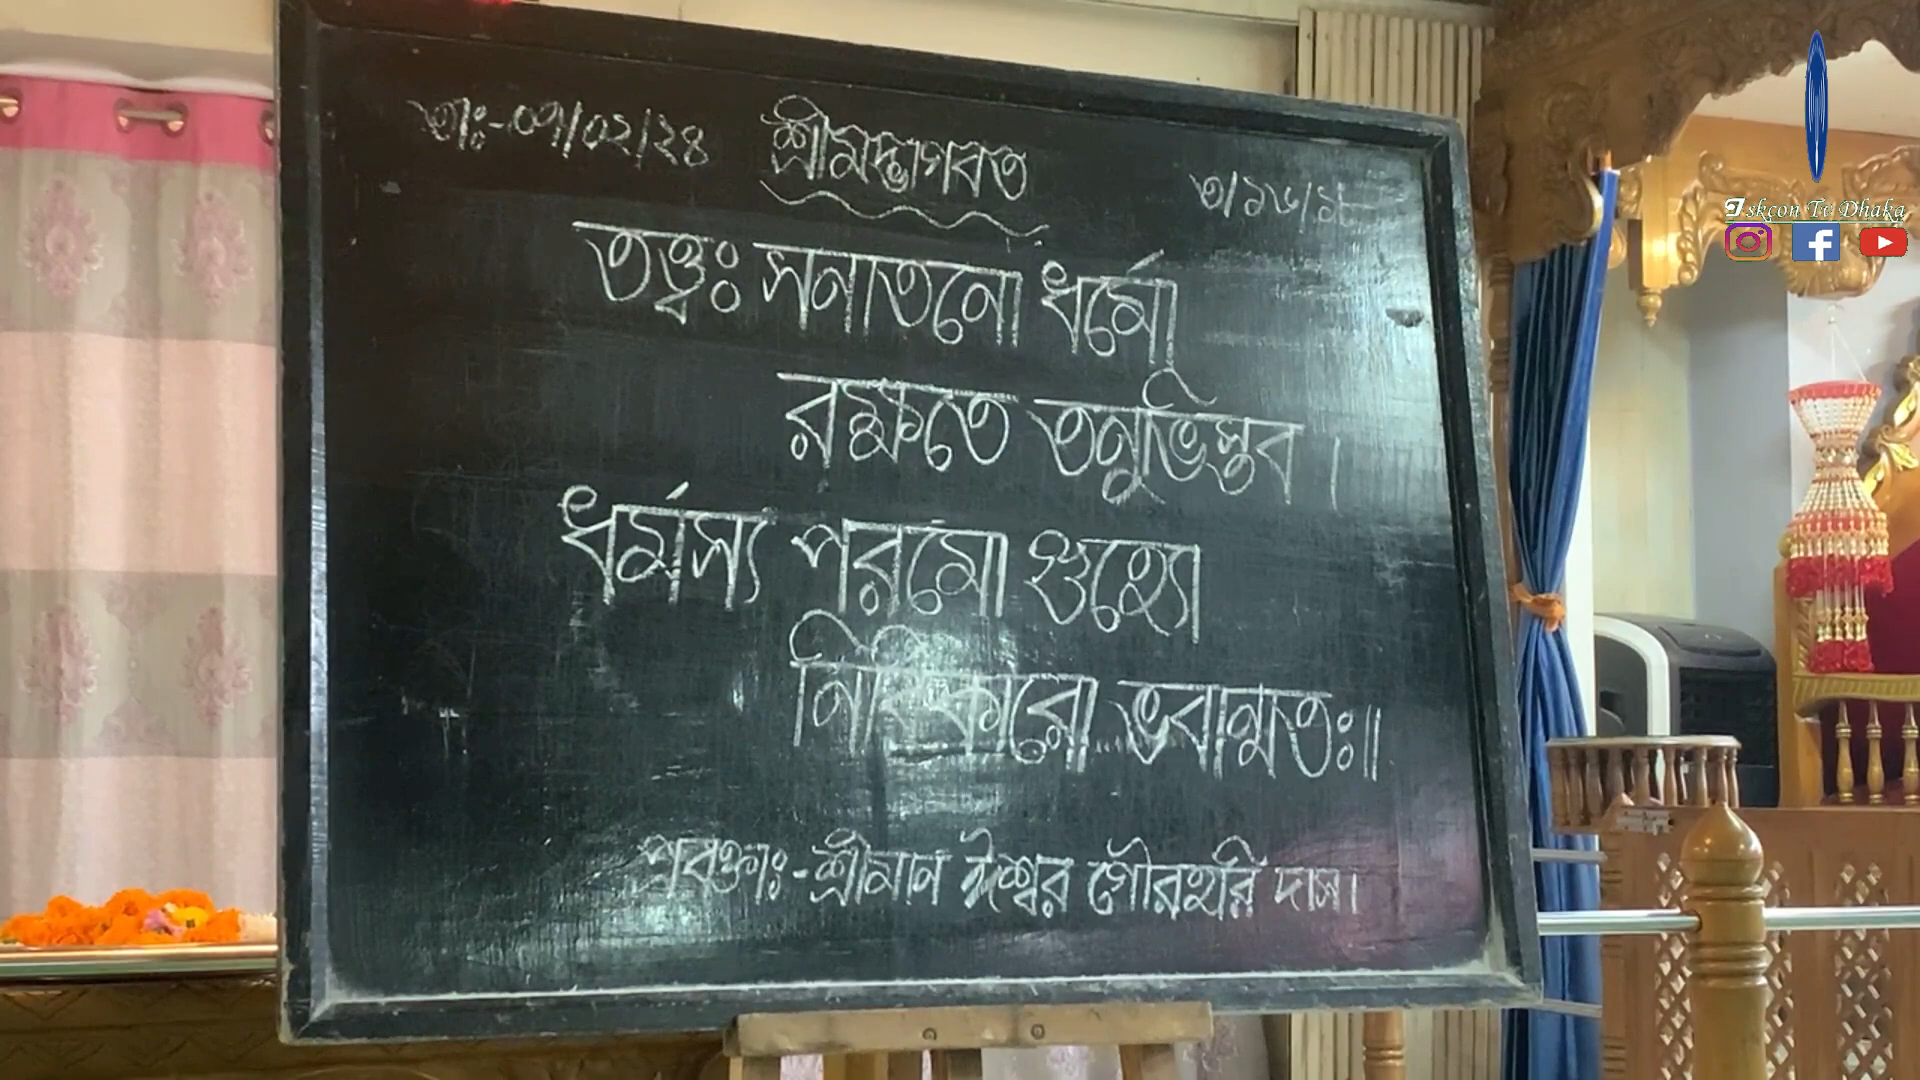 তাঃ-০৭/০২/২৪ শ্রীমদ্ভাগবত ৩/১৬/১৮
তত্ত্বঃ সনাতনো ধর্মো
রক্ষতে তনুভিস্তব ।
ধর্মস্য পরমো গুহ্যো
নির্বিকারো ভবান্মতঃ॥
প্রবক্তাঃ-শ্রীমান ঈশ্বর গৌরহরি দাস।
Iskcon Tv Dhaka